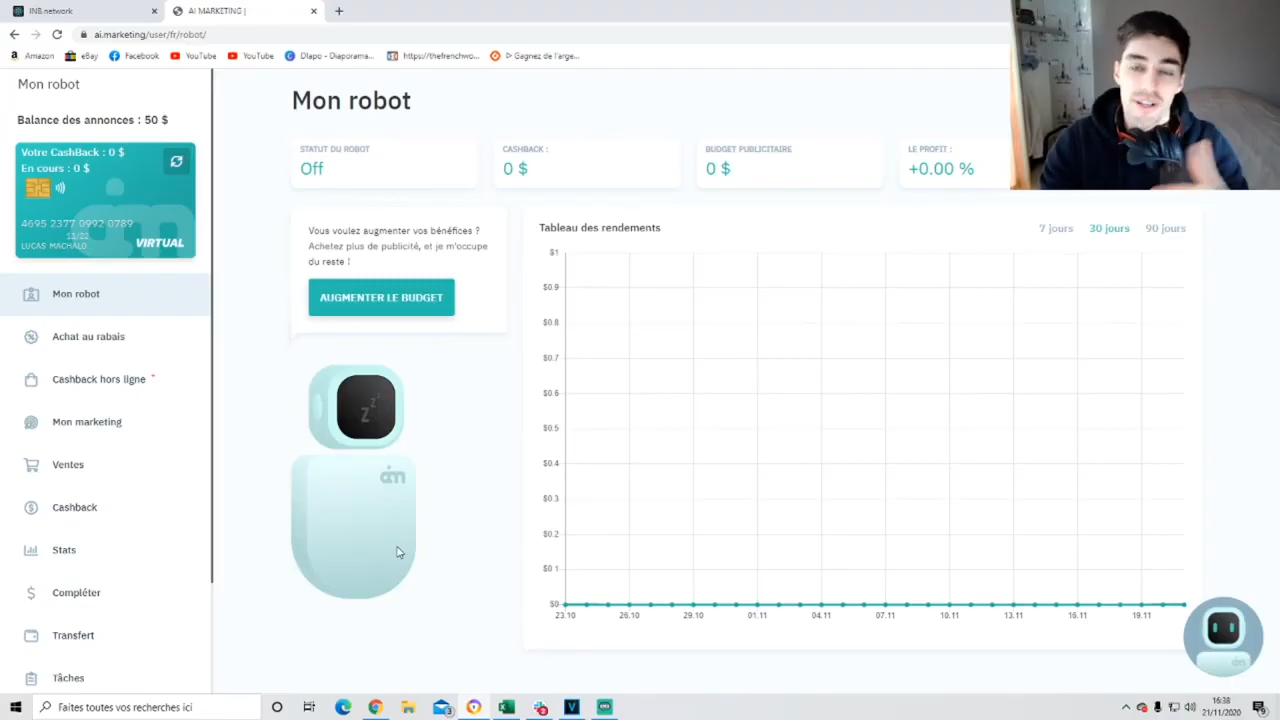 INB.network
AI MARKETING |
ai.marketing/user/fr/robot/
Amazon
eBay
Facebook
YouTube
YouTube
Dlapo - Diaporama...
https://thefrenchwo...
▷ Gagnez de l'arge...
Mon robot
Balance des annonces : 50 $
Votre CashBack : 0 $
En cours : 0 $
4695 2377 0992 0789
11/23
LUCAS MACHALO
VIRTUAL
Mon robot
Achat au rabais
Cashback hors ligne *
Mon marketing
Ventes
Cashback
Stats
Compléter
Transfert
Tâches
Mon robot
STATUT DU ROBOT
Off
CASHBACK :
0 $
BUDGET PUBLICITAIRE
0 $
LE PROFIT :
+0.00 %
Vous voulez augmenter vos bénéfices ?
Achetez plus de publicité, et je m'occupe
du reste !
AUGMENTER LE BUDGET
z z z
am
Tableau des rendements
7 jours 30 jours 90 jours
$1
$0.9
$0.8
$0.7
$0.6
$0.5
$0.4
$0.3
$0.2
$0.1
$0
23.10 26.10 29.10 01.11 04.11 07.11 10.11 13.11 16.11 19.11
Faites toutes vos recherches ici
16:38
21/11/2020